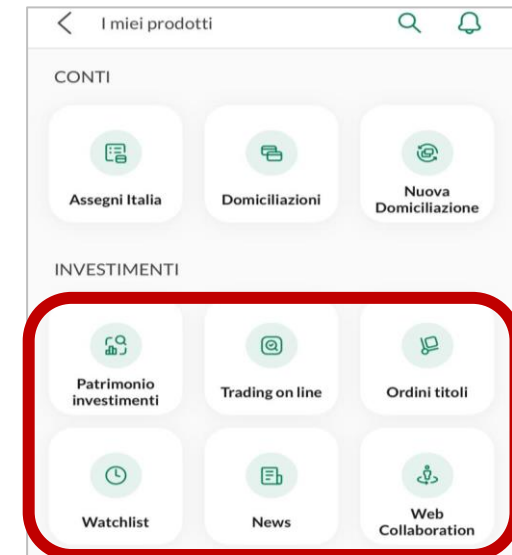 I miei prodotti
CONTI
Assegni Italia
Domiciliazioni
Nuova
Domiciliazione
INVESTIMENTI
Patrimonio
investimenti
Trading on line
Ordini titoli
Watchlist
News
Web
Collaboration